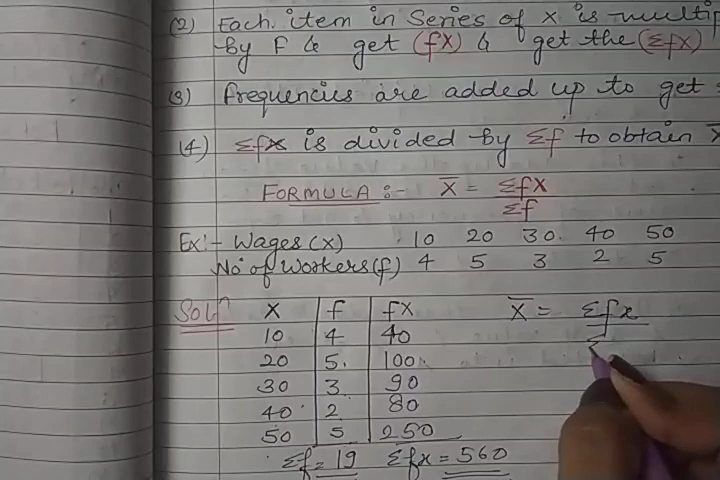 (2) Each item in Series of X is
by F & get (fX) & get the (Σfx)
(3) frequencies are added up to get
(4) Σfx is divided by Σf to obtain X̄
FORMULA :- X̄ = ΣfX / Σf
Ex:- Wages (X) 10 20 30 40 50
No of Workers (f) 4 5 3 2 5
Solⁿ X f fX X̄ = Σfx
10 4 40 Σ
20 5 100
30 3 90
40 2 80
50 5 250
Σf = 19 Σfx = 560